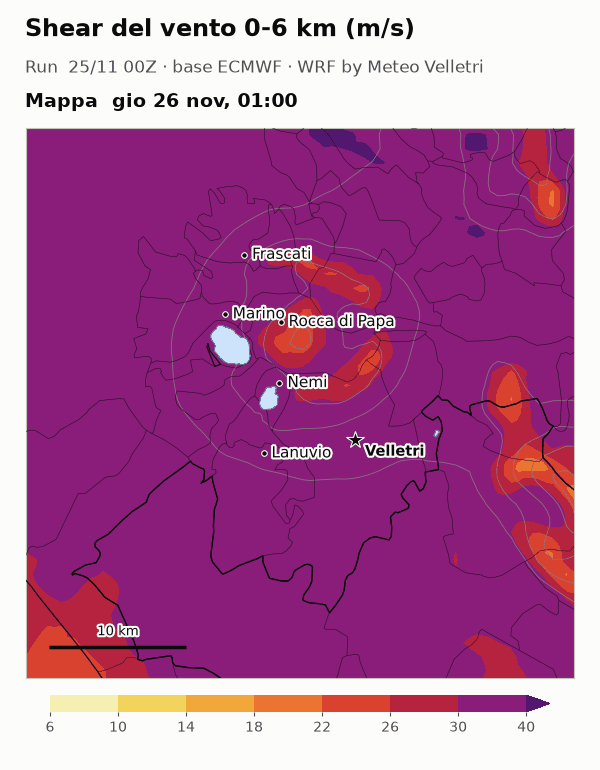 Shear del vento 0-6 km (m/s)
Run  25/11 00Z · base ECMWF · WRF by Meteo Velletri
Mappa  gio 26 nov, 01:00
Frascati
Marino
Rocca di Papa
Nemi
Velletri
Lanuvio
10 km
6 10 14 18 22 26 30 40